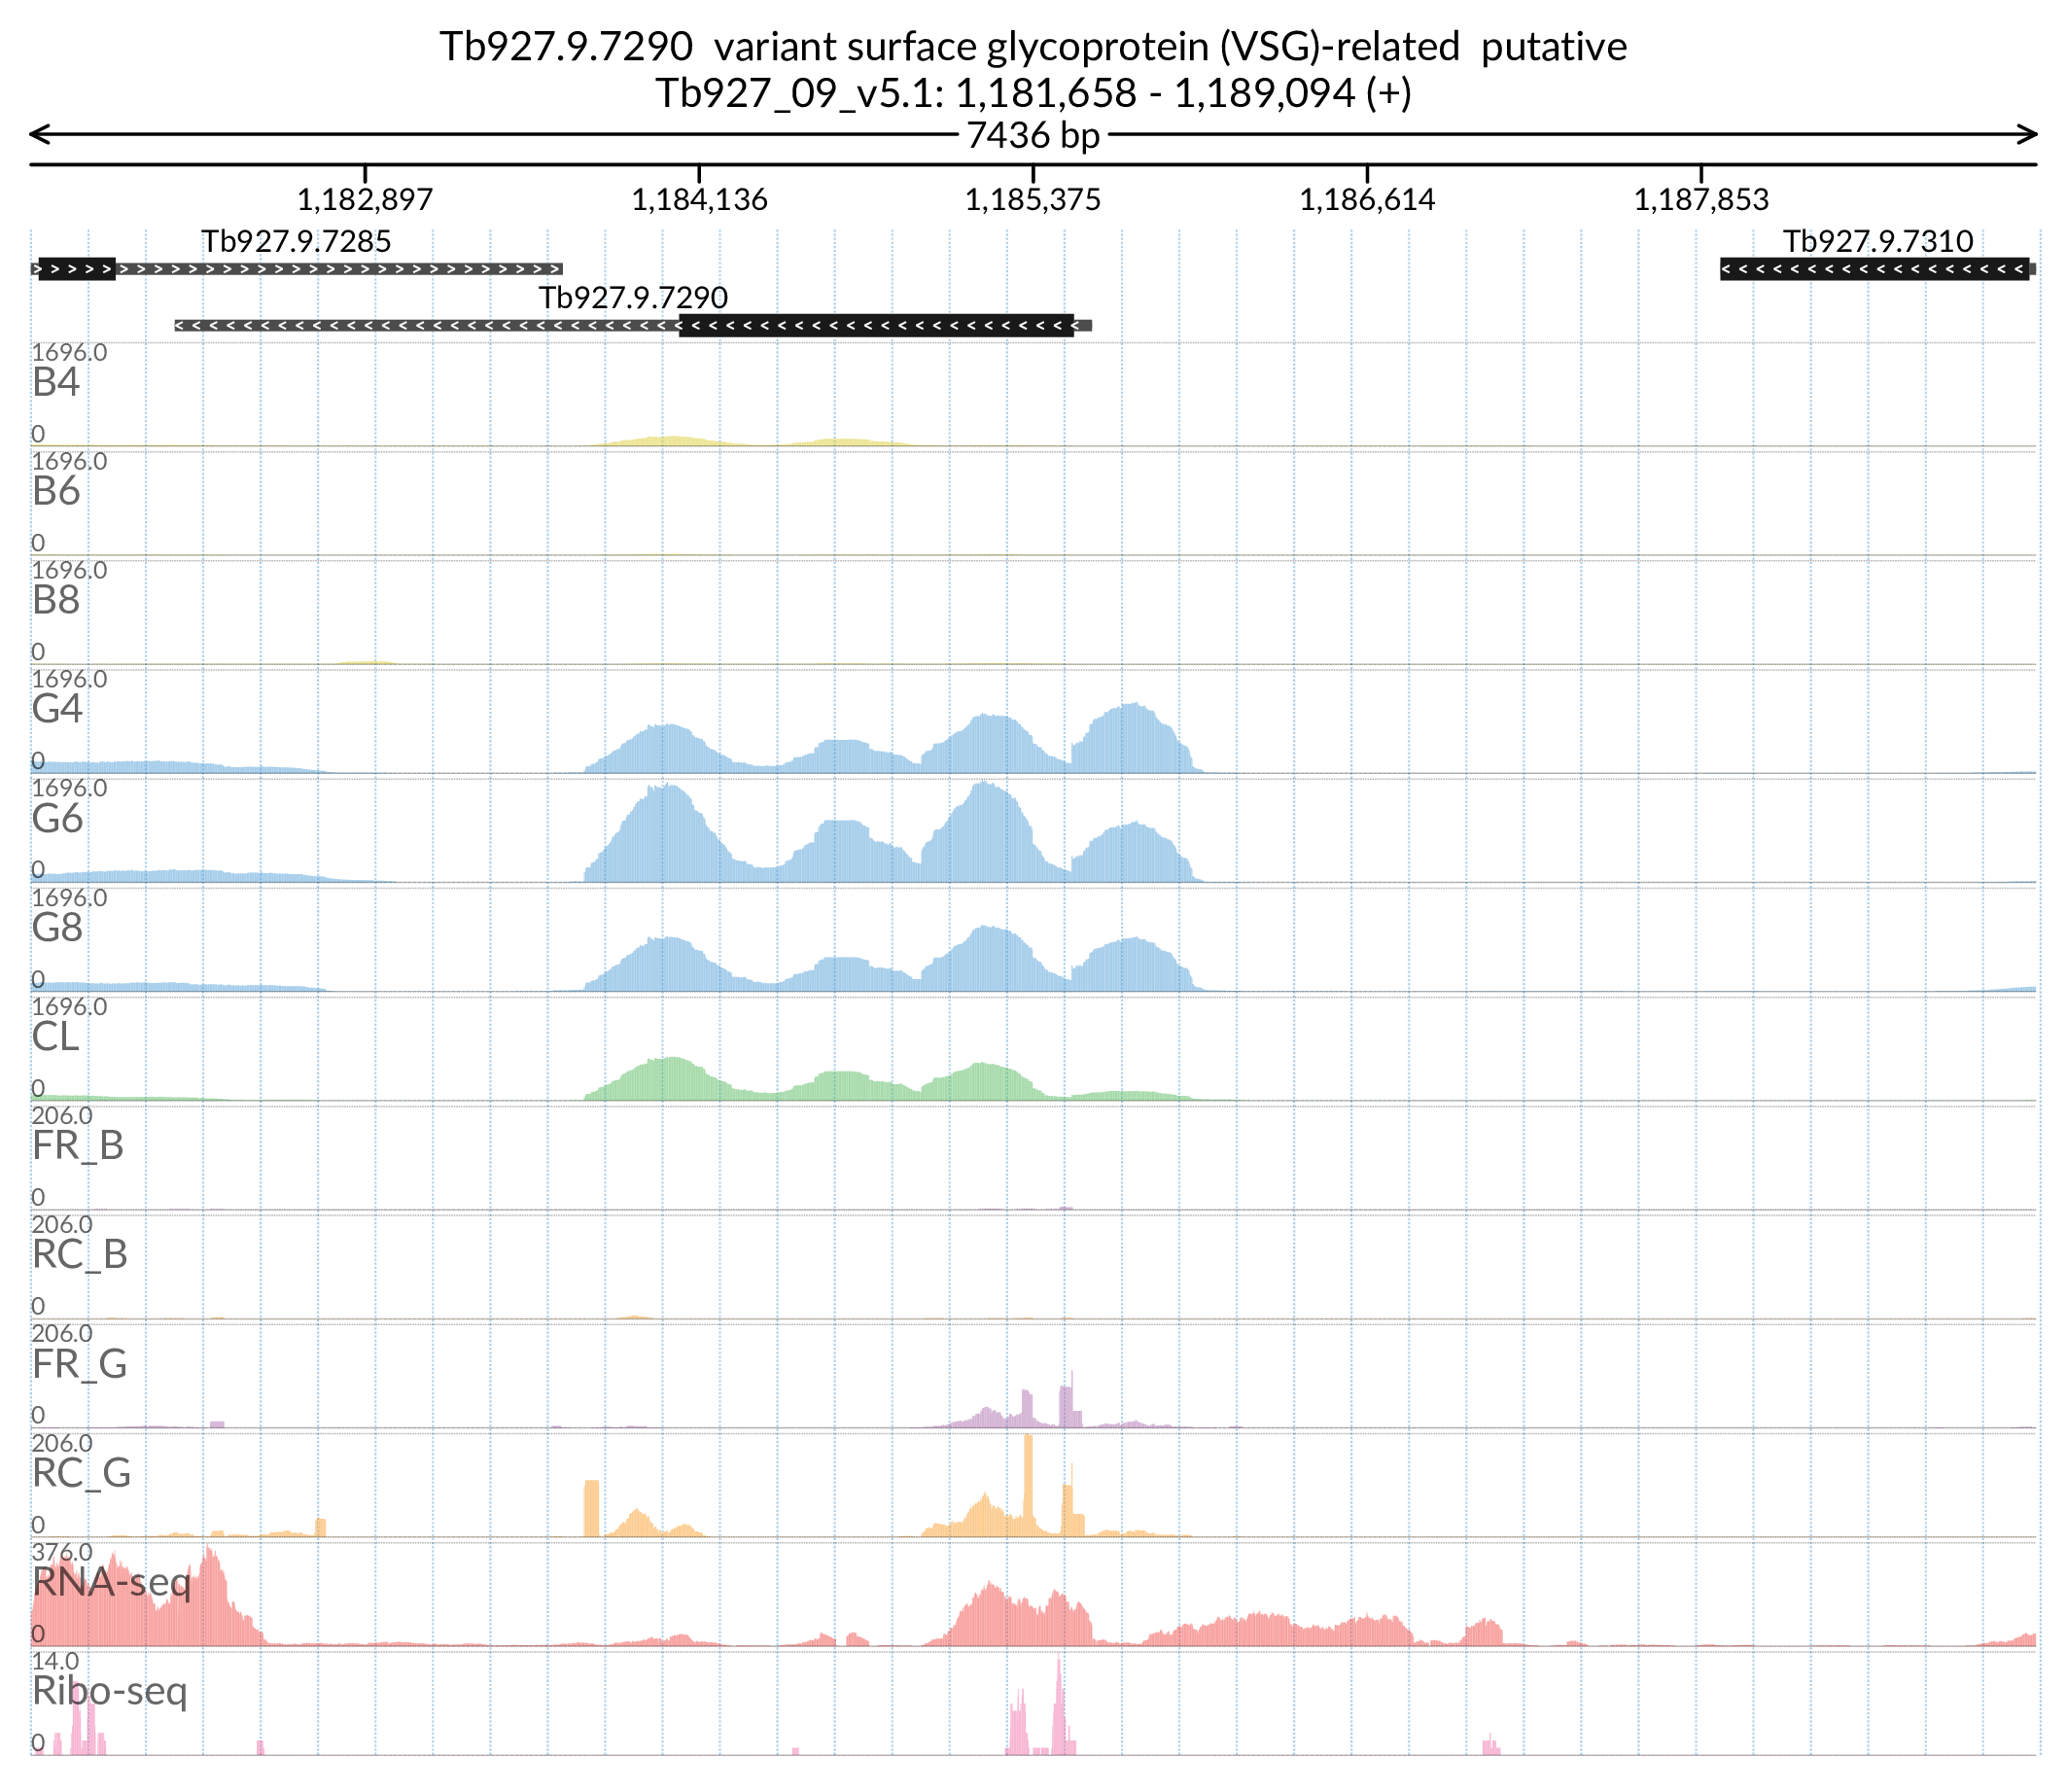 Tb927.9.7290  variant surface glycoprotein (VSG)-related  putative
Tb927_09_v5.1: 1,181,658 - 1,189,094 (+)
7436 bp
1,182,897 1,184,136 1,185,375 1,186,614 1,187,853
Tb927.9.7285 Tb927.9.7310
Tb927.9.7290
1696.0
B4
0
1696.0
B6
0
1696.0
B8
0
1696.0
G4
0
1696.0
G6
0
1696.0
G8
0
1696.0
CL
0
206.0
FR_B
0
206.0
RC_B
0
206.0
FR_G
0
206.0
RC_G
0
376.0
RNA-seq
0
14.0
Ribo-seq
0